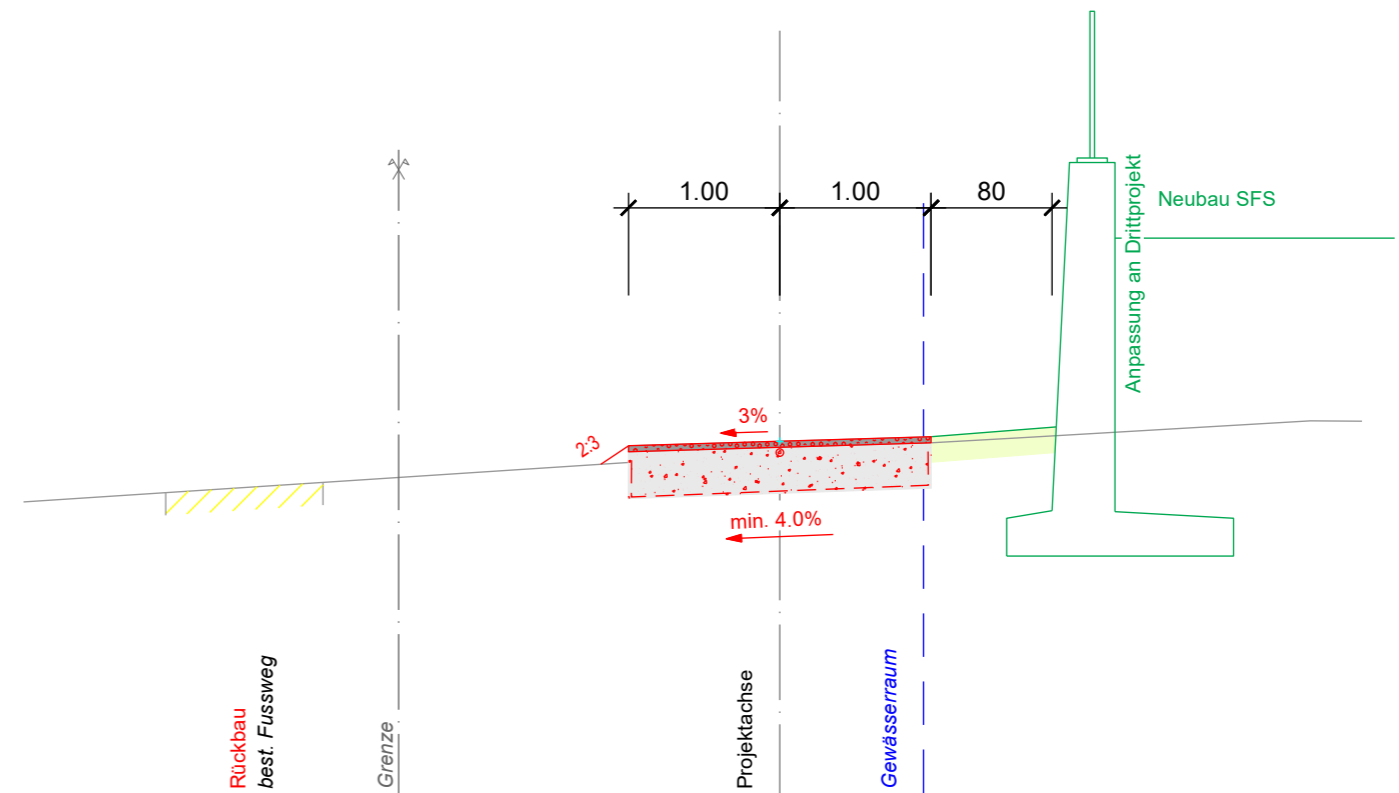 1.00
1.00
80
Neubau SFS
Anpassung an Drittprojekt
3%
2:3
min. 4.0%
Rückbau
best. Fussweg
Grenze
Projektachse
Gewässerraum